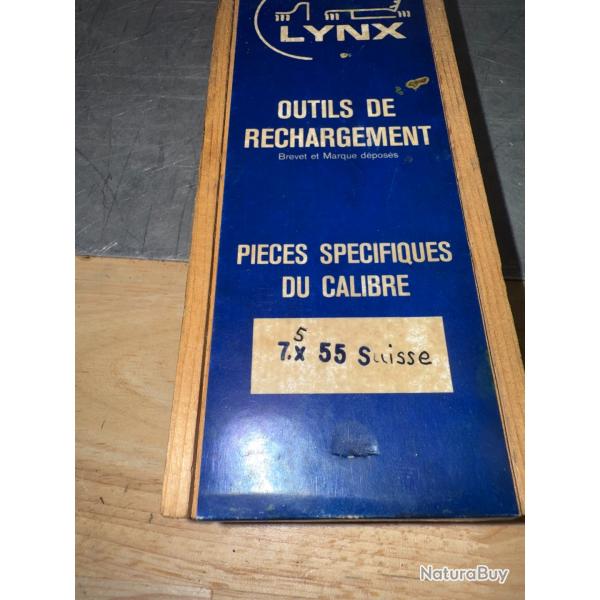 LYNX
OUTILS DE
RECHARGEMENT
Brevet et Marque déposés
PIECES SPECIFIQUES
DU CALIBRE
5
7.x 55 Suisse
NaturaBuy